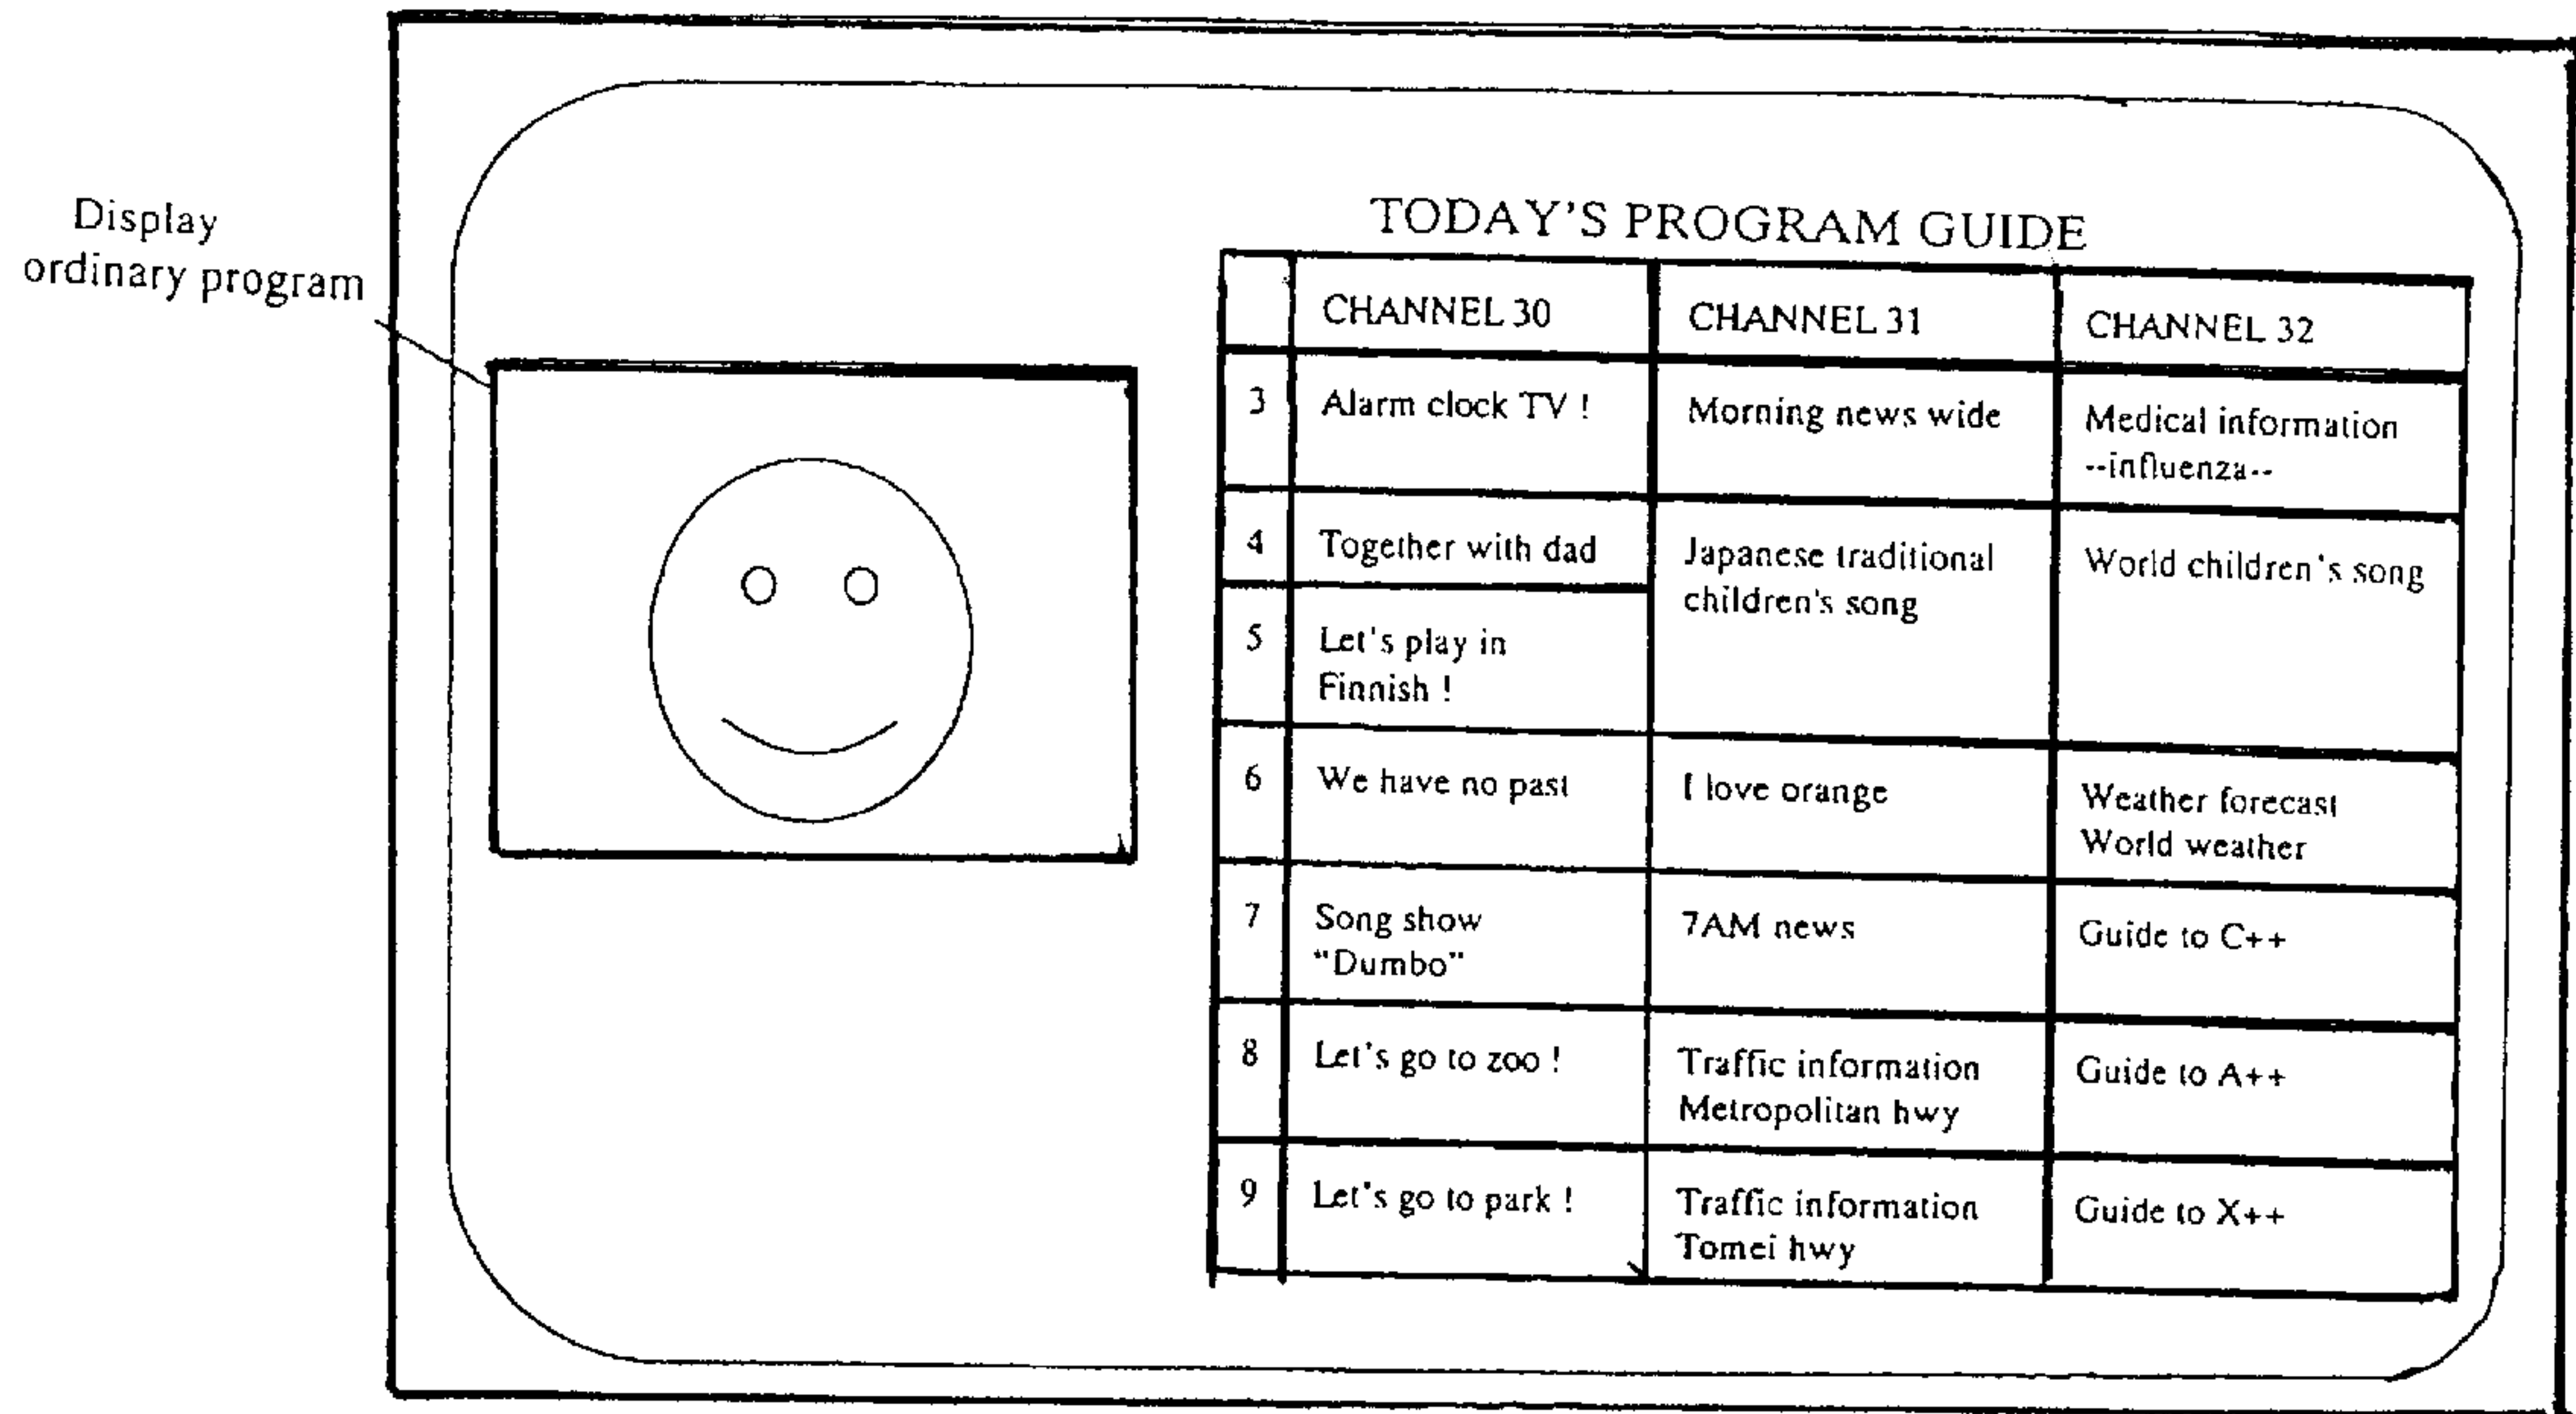 Display
ordinary program
TODAY'S PROGRAM GUIDE
CHANNEL 30 CHANNEL 31 CHANNEL 32
3 Alarm clock TV ! Morning news wide Medical information
--influenza--
4 Together with dad Japanese traditional World children's song
children's song
5 Let's play in
Finnish !
6 We have no past I love orange Weather forecast
World weather
7 Song show 7AM news Guide to C++
"Dumbo"
8 Let's go to zoo ! Traffic information Guide to A++
Metropolitan hwy
9 Let's go to park ! Traffic information Guide to X++
Tomei hwy